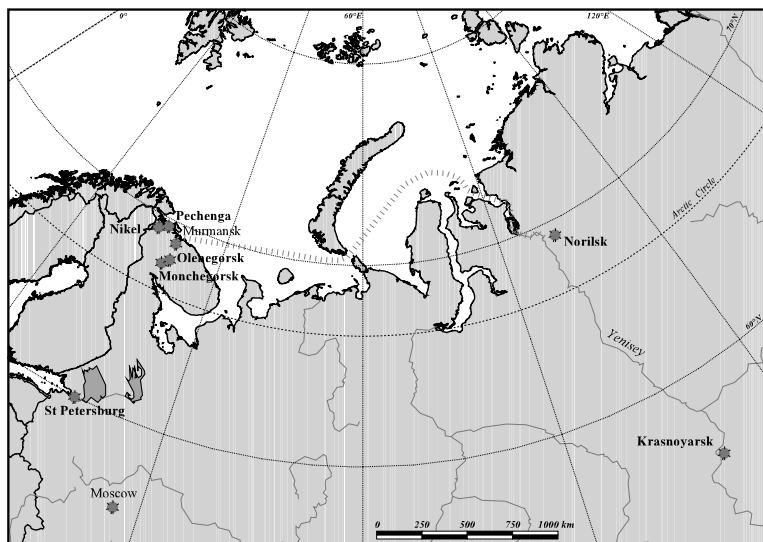 0°
60°E
120°E
70°N
Arctic Circle
Pechenga
Nikel
Murmansk
Norilsk
Olenegorsk
Monchegorsk
60°N
Yenisey
St Petersburg
Krasnoyarsk
Moscow
0 250 500 750 1000 km